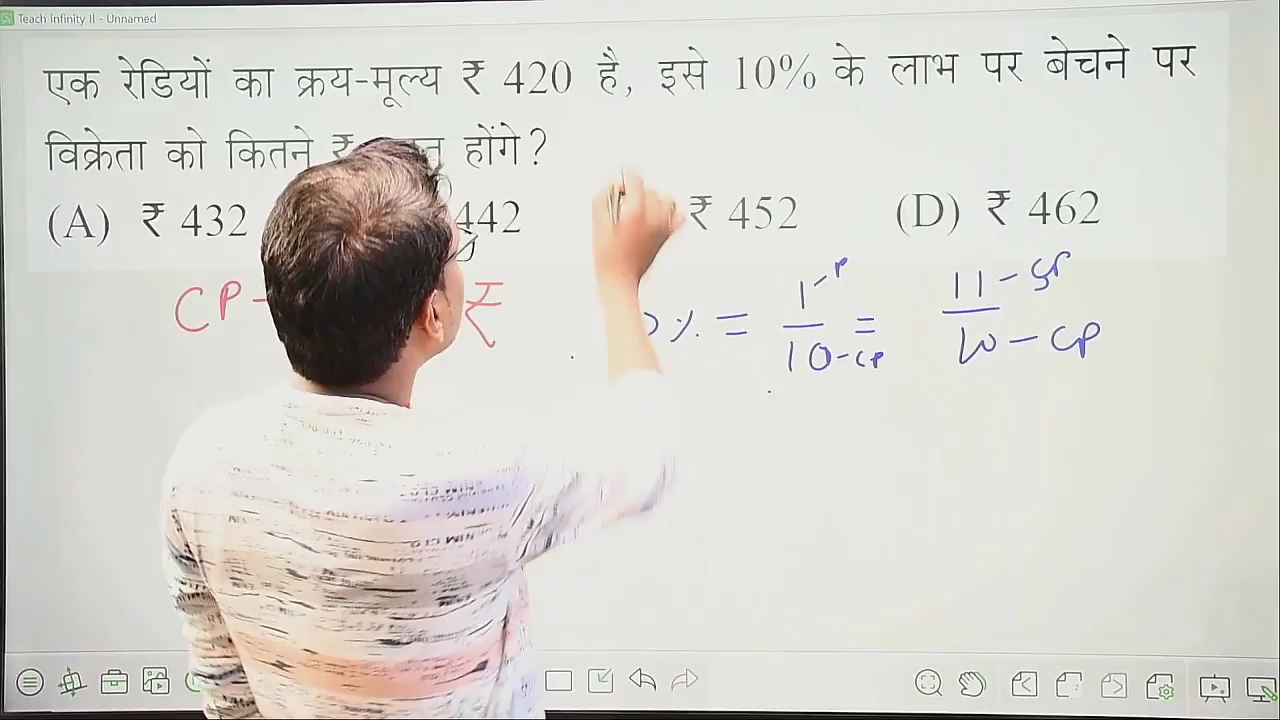 Teach Infinity II - Unnamed
एक रेडियों का क्रय-मूल्य ₹ 420 है, इसे 10% के लाभ पर बेचने पर
विक्रेता को कितने ₹ होंगे?
(A) ₹ 432 442 ₹ 452 (D) ₹ 462
CP- ₹ % = 1-P/10-CP = 11-SP/10-CP